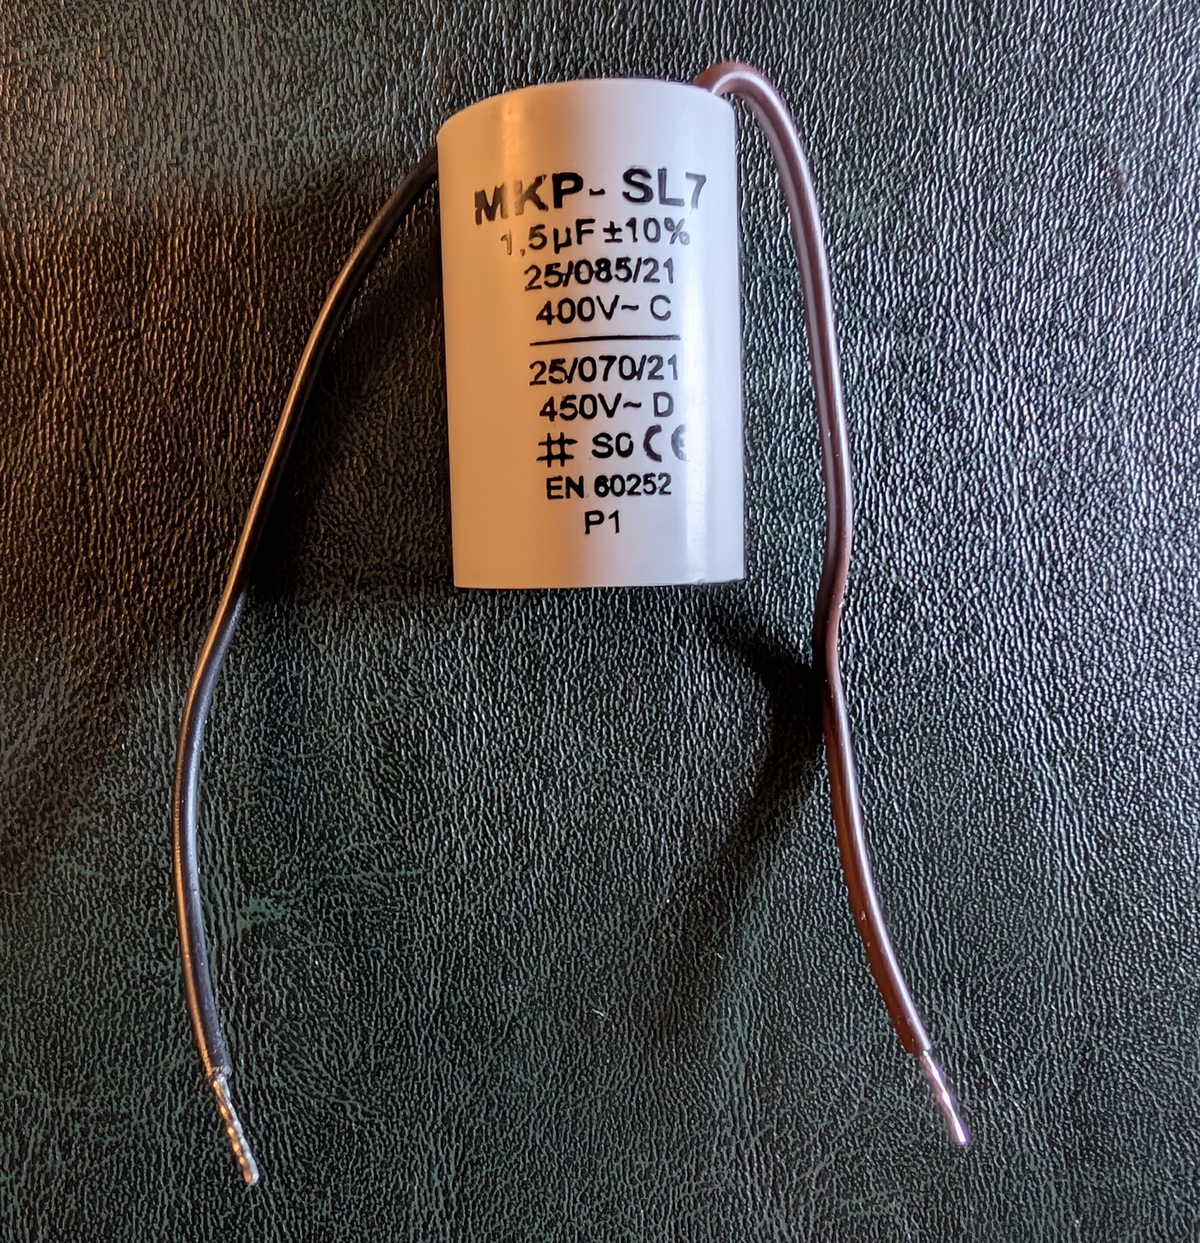 MKP- SL7
1,5µF ±10%
25/085/21
400V~ C
25/070/21
450V~ D
# S0 CE
EN 60252
P1